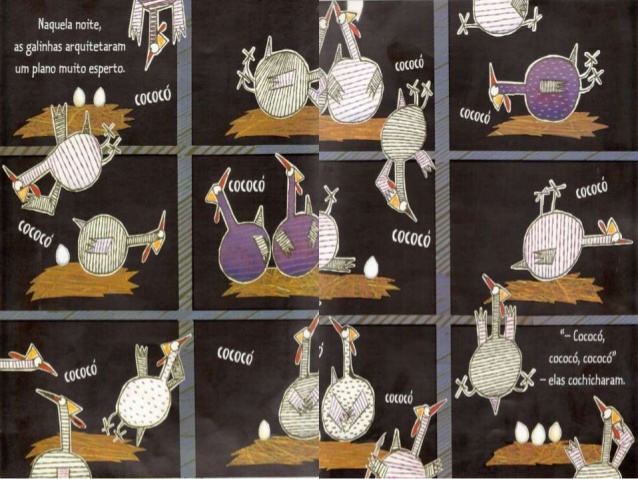 Naquela noite,
as galinhas arquitetaram
um plano muito esperto.
cococó
cococó
cococó
cococó
cococó
cococó
cococó
cococó
cococó
cococó
"– Cococó,
cococó, cococó"
– elas cochicharam.